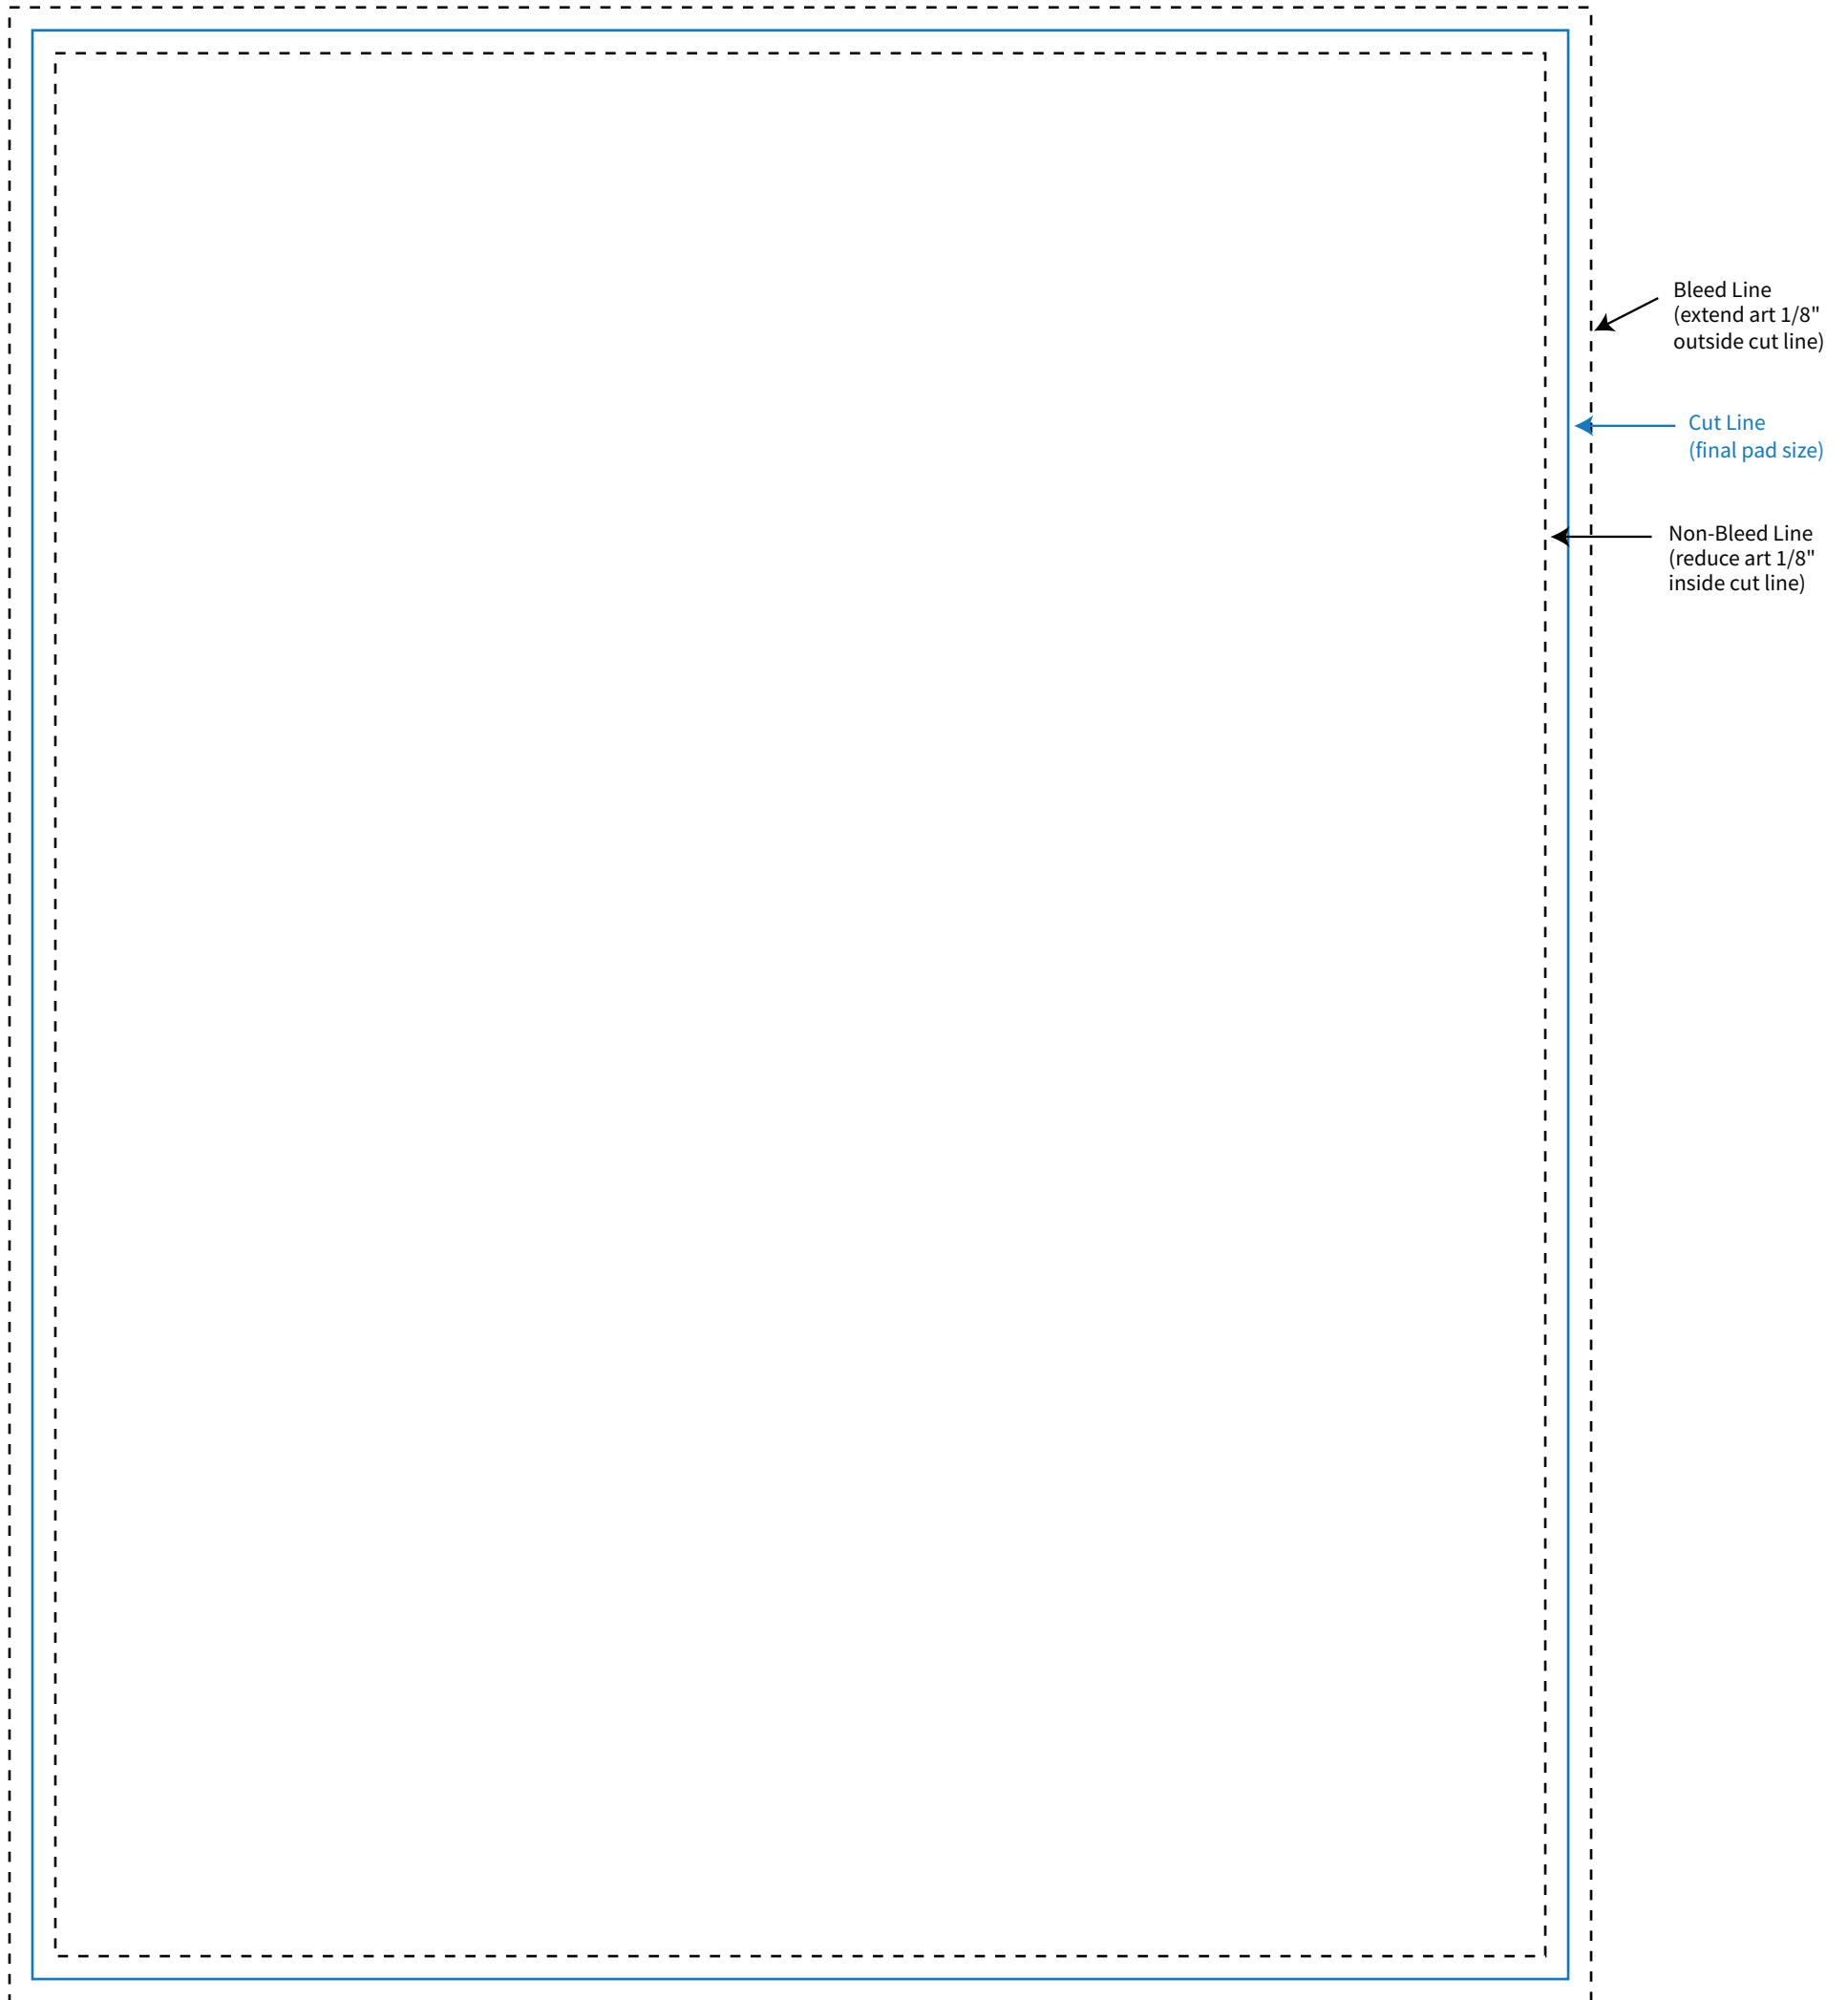 Bleed Line
(extend art 1/8"
outside cut line)
Cut Line
(final pad size)
Non-Bleed Line
(reduce art 1/8"
inside cut line)